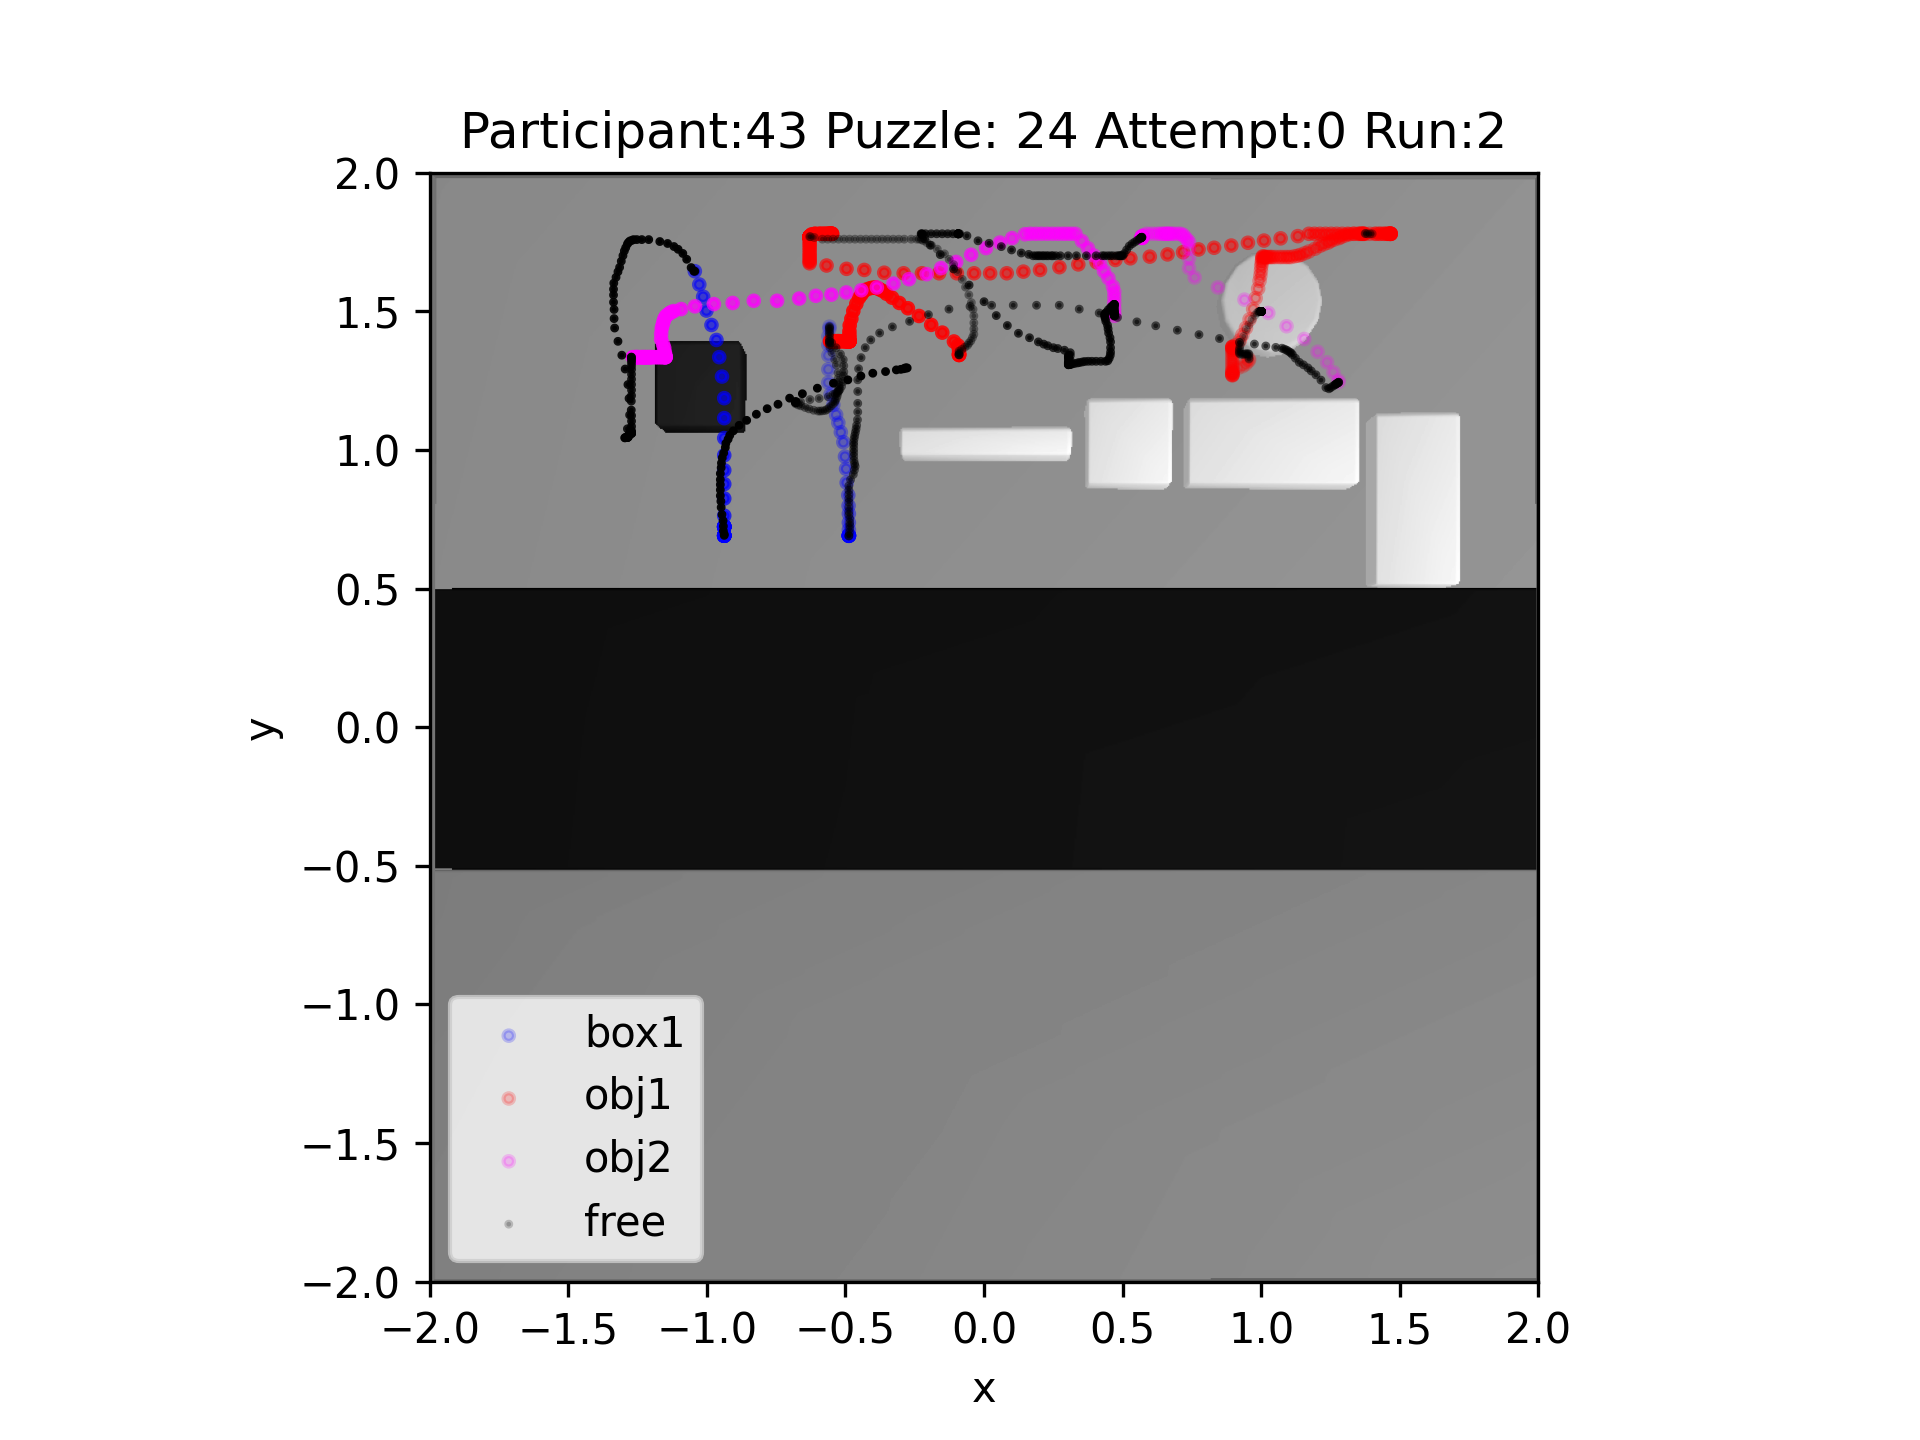 Participant:43 Puzzle: 24 Attempt:0 Run:2
2.0
1.5
1.0
0.5
0.0
−0.5
−1.0
−1.5
−2.0
y
box1
obj1
obj2
free
−2.0 −1.5 −1.0 −0.5 0.0 0.5 1.0 1.5 2.0
x